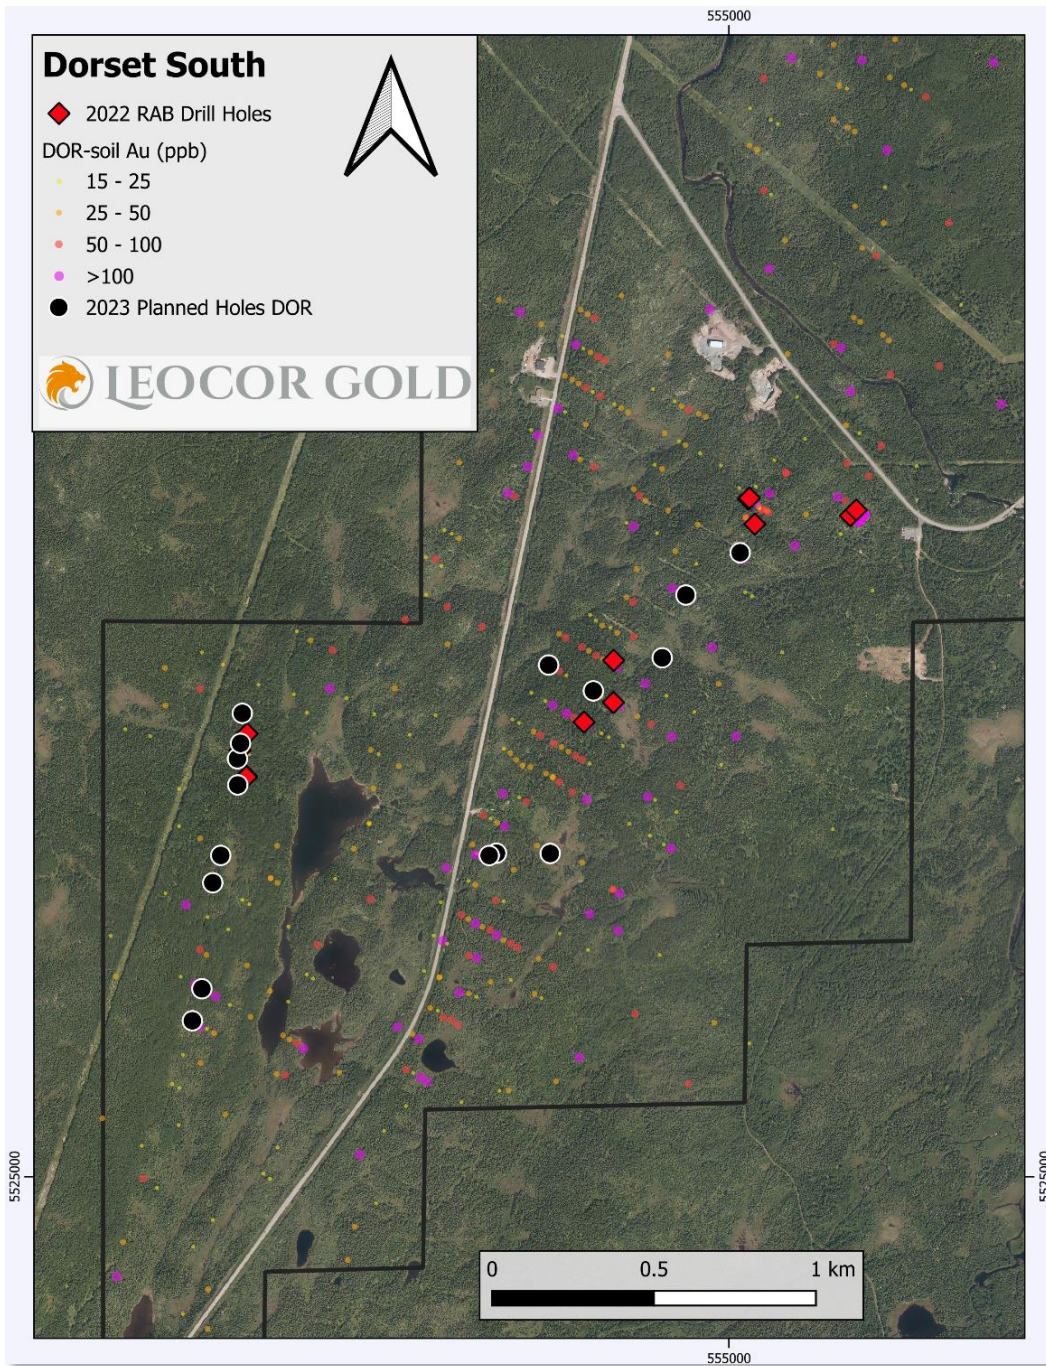 555000
Dorset South
2022 RAB Drill Holes
DOR-soil Au (ppb)
15 - 25
25 - 50
50 - 100
>100
2023 Planned Holes DOR
LEOCOR GOLD
5525000
5525000
0 0.5 1 km
555000